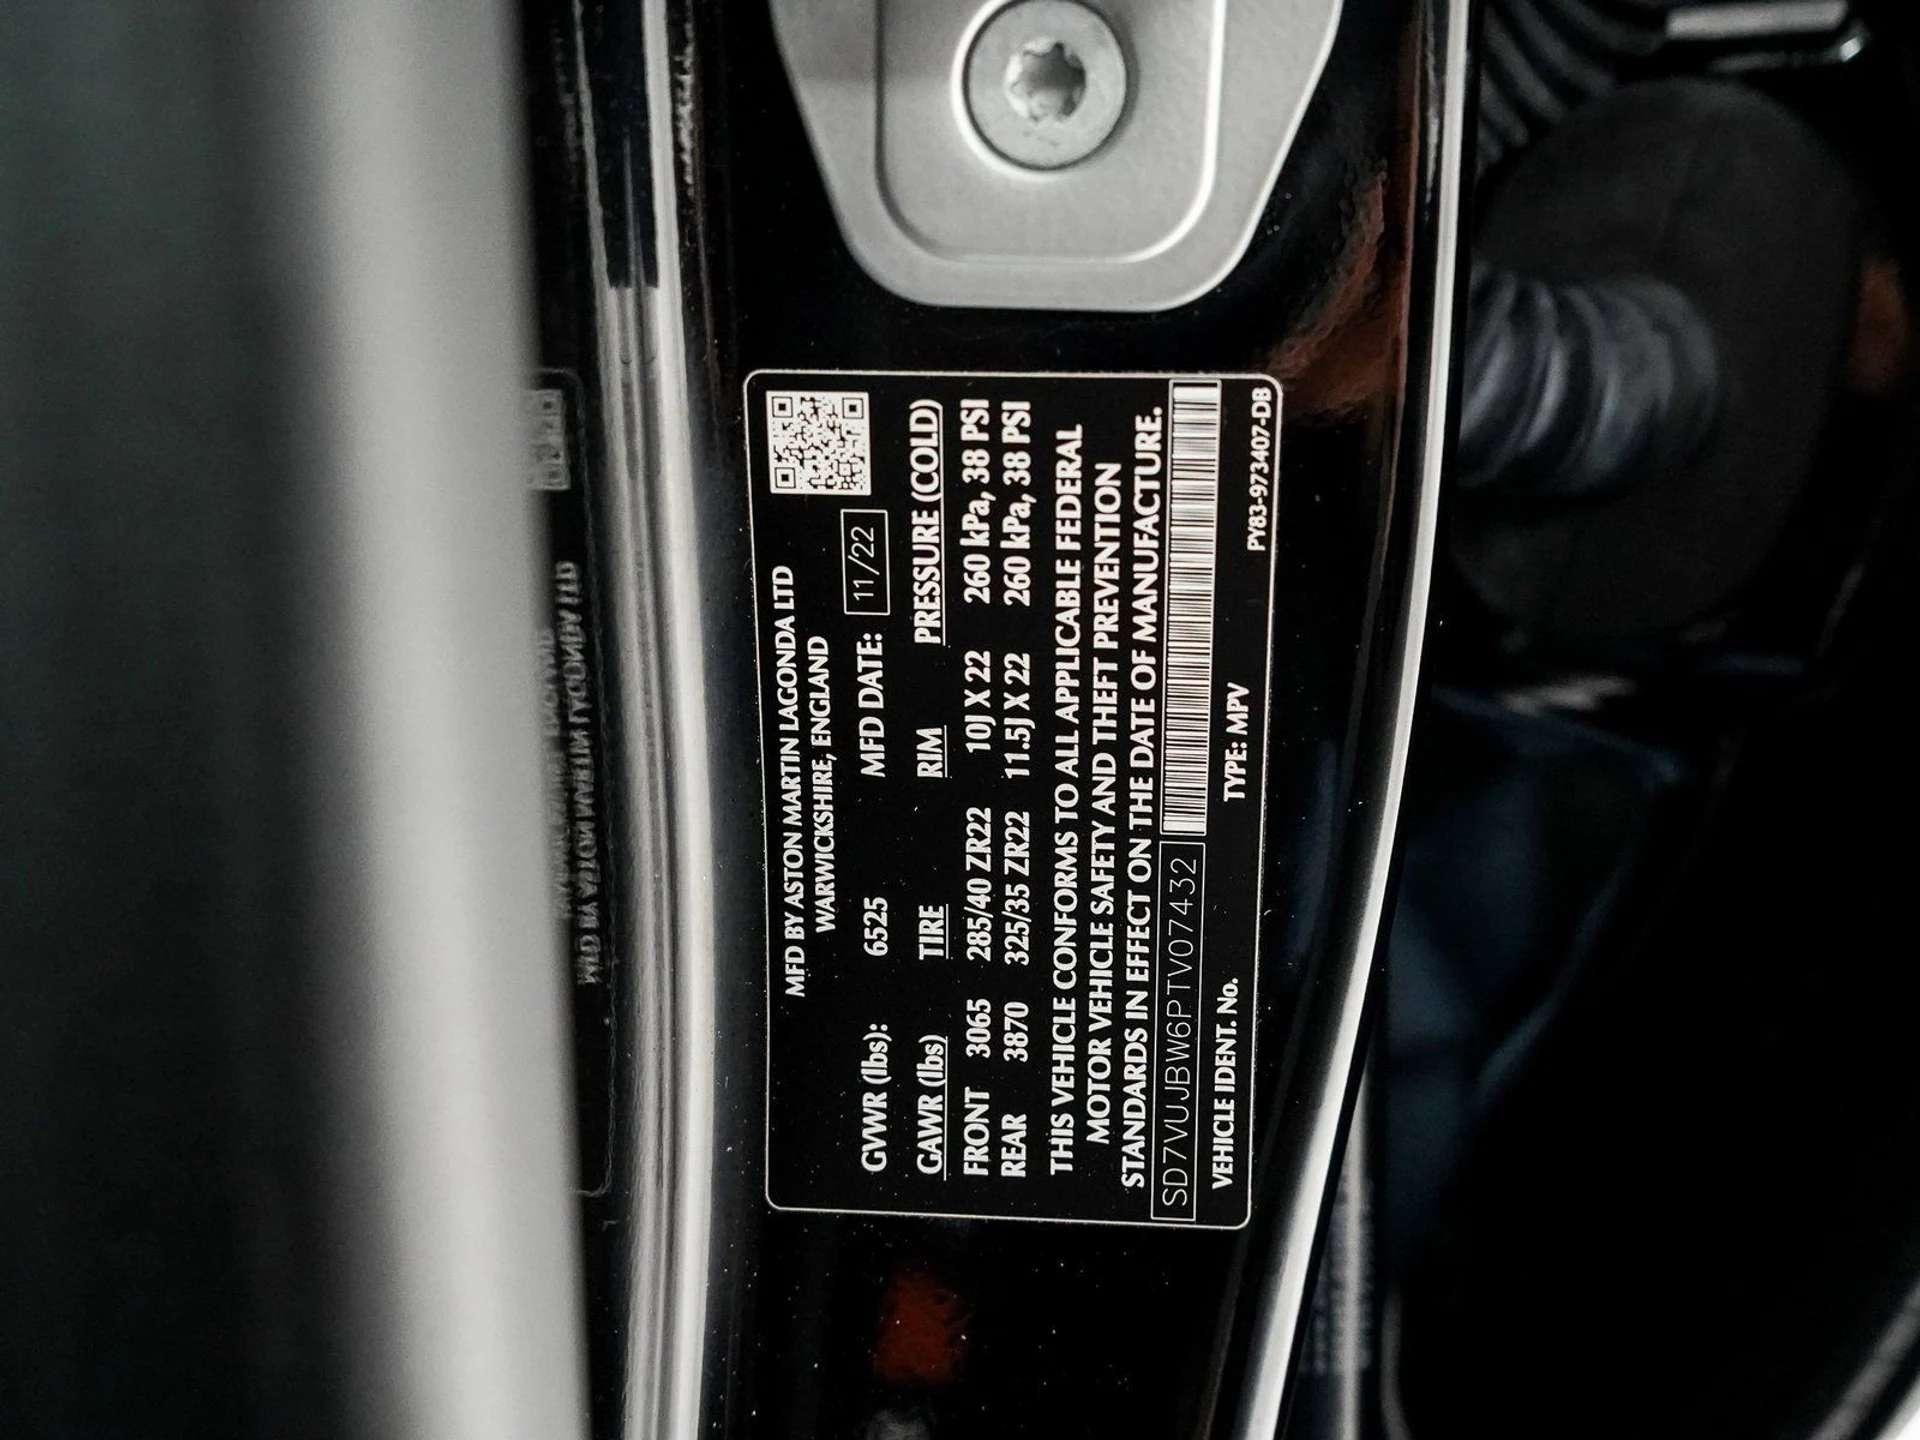 MFD BY ASTON MARTIN LAGONDA LTD
WARWICKSHIRE, ENGLAND
GVWR (lbs): 6525 MFD DATE: 11/22
GAWR (lbs) TIRE RIM PRESSURE (COLD)
FRONT 3065 285/40 ZR22 10J X 22 260 kPa, 38 PSI
REAR 3870 325/35 ZR22 11.5J X 22 260 kPa, 38 PSI
THIS VEHICLE CONFORMS TO ALL APPLICABLE FEDERAL
MOTOR VEHICLE SAFETY AND THEFT PREVENTION
STANDARDS IN EFFECT ON THE DATE OF MANUFACTURE.
SD7VUJBW6PTV07432
VEHICLE IDENT. No. TYPE: MPV
PY83-973407-DB